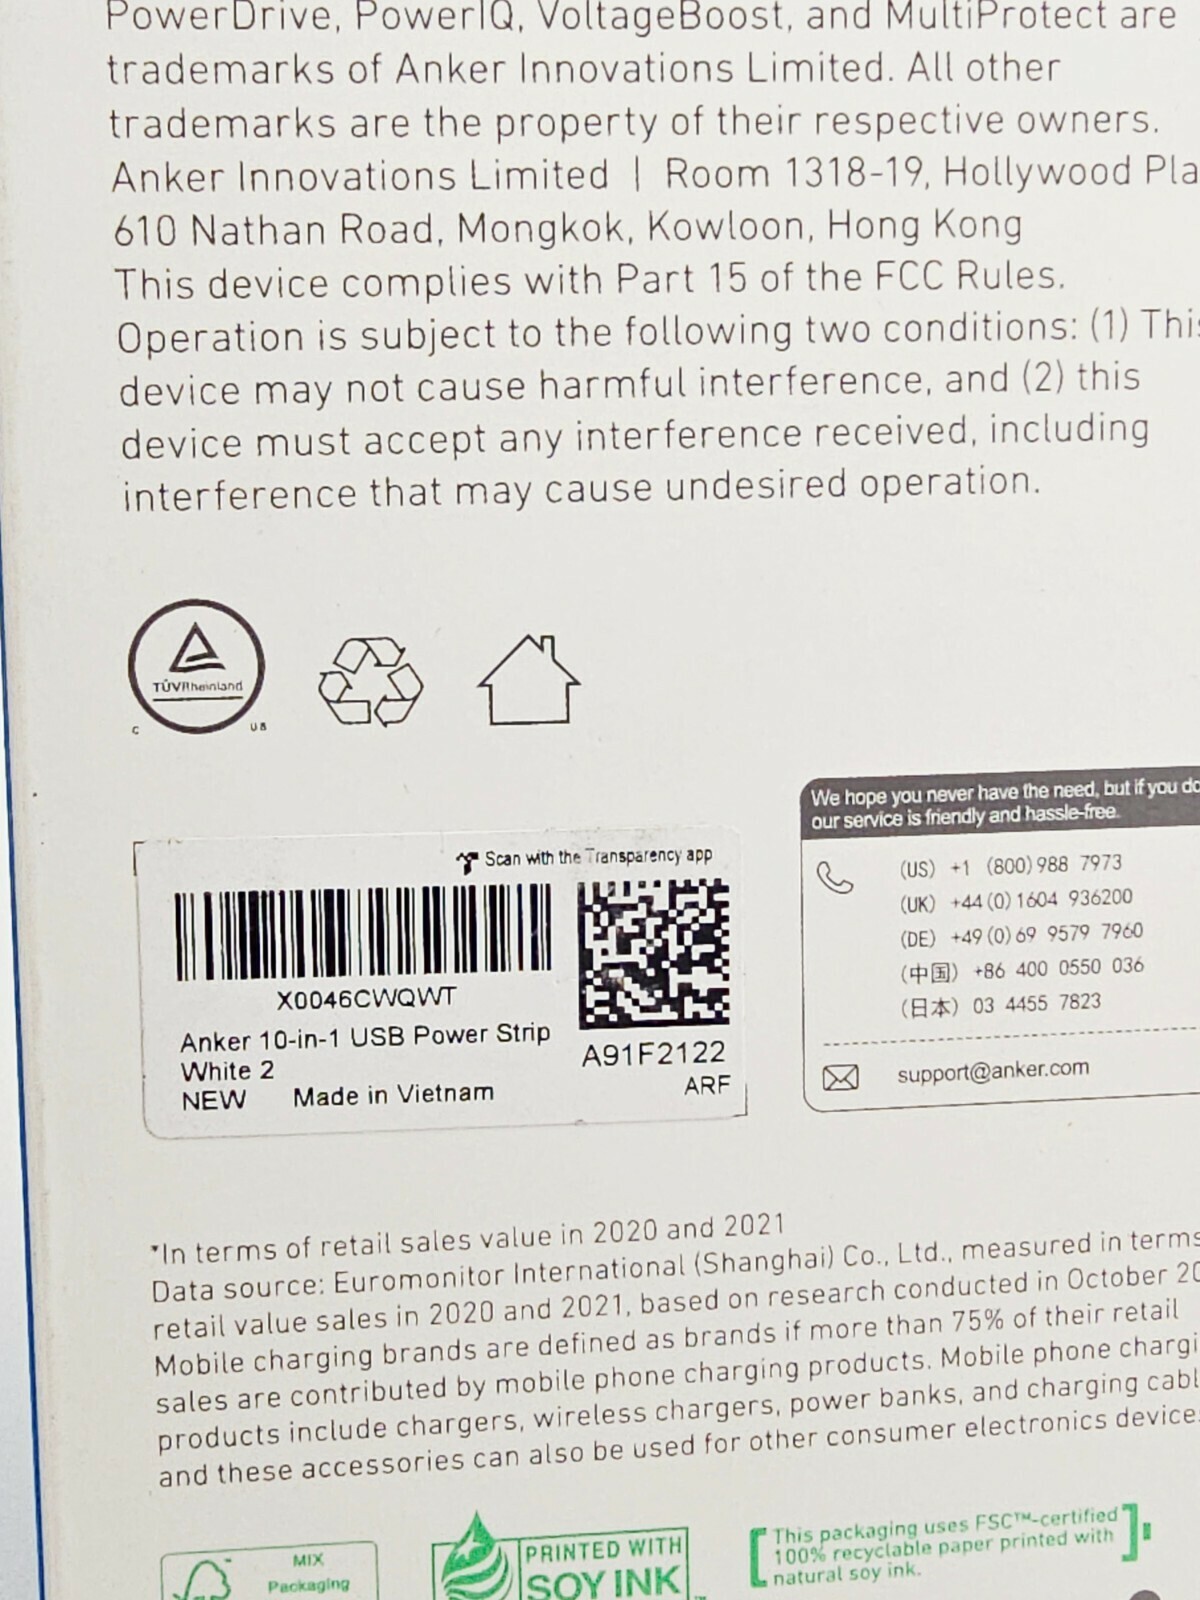 PowerDrive, PowerIQ, VoltageBoost, and MultiProtect are
trademarks of Anker Innovations Limited. All other
trademarks are the property of their respective owners.
Anker Innovations Limited | Room 1318-19, Hollywood Pla
610 Nathan Road, Mongkok, Kowloon, Hong Kong
This device complies with Part 15 of the FCC Rules.
Operation is subject to the following two conditions: (1) This
device may not cause harmful interference, and (2) this
device must accept any interference received, including
interference that may cause undesired operation.
TÜVRheinland
C US
We hope you never have the need, but if you do
our service is friendly and hassle-free.
(US) +1 (800)988 7973
(UK) +44(0)1604 936200
(DE) +49(0)69 9579 7960
(中国) +86 400 0550 036
(日本) 03 4455 7823
support@anker.com
Scan with the Transparency app
X0046CWQWT
Anker 10-in-1 USB Power Strip
White 2
NEW Made in Vietnam
A91F2122
ARF
*In terms of retail sales value in 2020 and 2021
Data source: Euromonitor International (Shanghai) Co., Ltd., measured in terms
retail value sales in 2020 and 2021, based on research conducted in October 20
Mobile charging brands are defined as brands if more than 75% of their retail
sales are contributed by mobile phone charging products. Mobile phone chargi
products include chargers, wireless chargers, power banks, and charging cabl
and these accessories can also be used for other consumer electronics devices
MIX
Packaging
PRINTED WITH
SOY INK
This packaging uses FSC™-certified
100% recyclable paper printed with
natural soy ink.